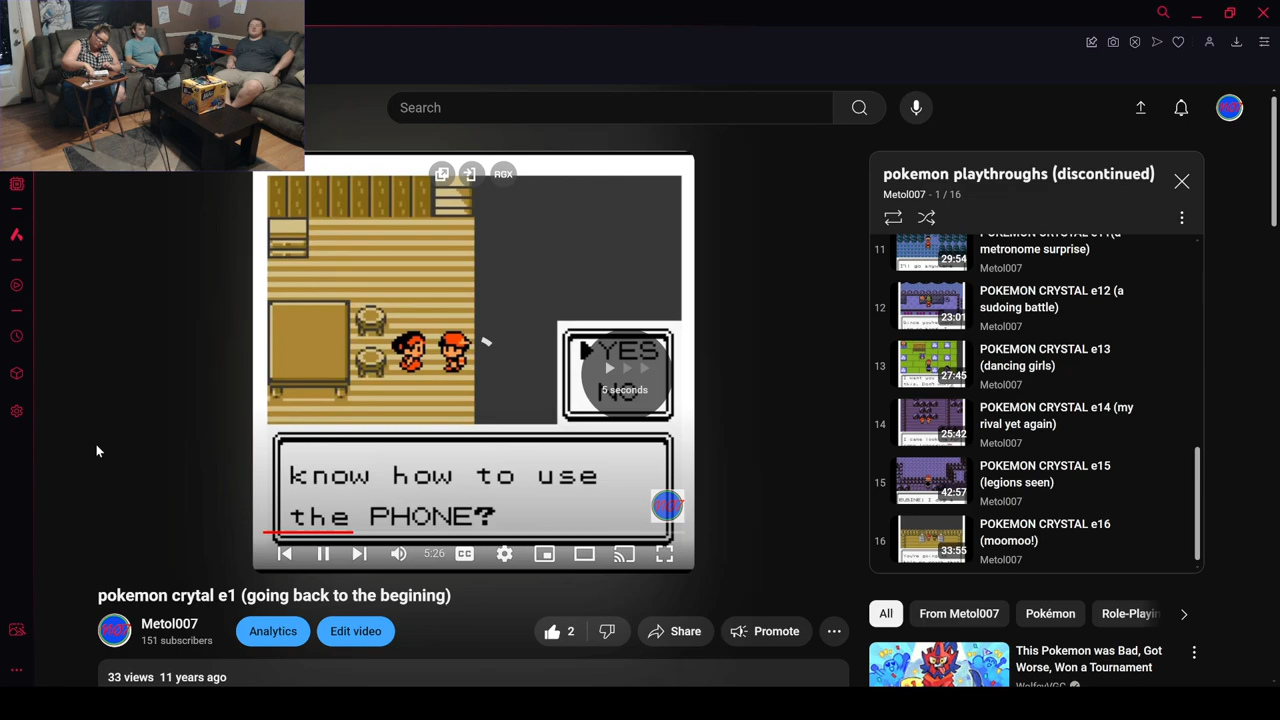 Search
RGX
YES
NO
5 seconds
know how to use
the PHONE?
5:26
CC
pokemon crytal e1 (going back to the begining)
Metol007
151 subscribers
Analytics
Edit video
2
Share
Promote
33 views 11 years ago
pokemon playthroughs (discontinued)
Metol007 - 1 / 16
11
29:54
metronome surprise)
Metol007
12
23:01
POKEMON CRYSTAL e12 (a
sudoing battle)
Metol007
13
27:45
POKEMON CRYSTAL e13
(dancing girls)
Metol007
14
25:42
POKEMON CRYSTAL e14 (my
rival yet again)
Metol007
15
42:57
POKEMON CRYSTAL e15
(legions seen)
Metol007
16
33:55
POKEMON CRYSTAL e16
(moomoo!)
Metol007
All
From Metol007
Pokémon
Role-Playin
This Pokemon was Bad, Got
Worse, Won a Tournament